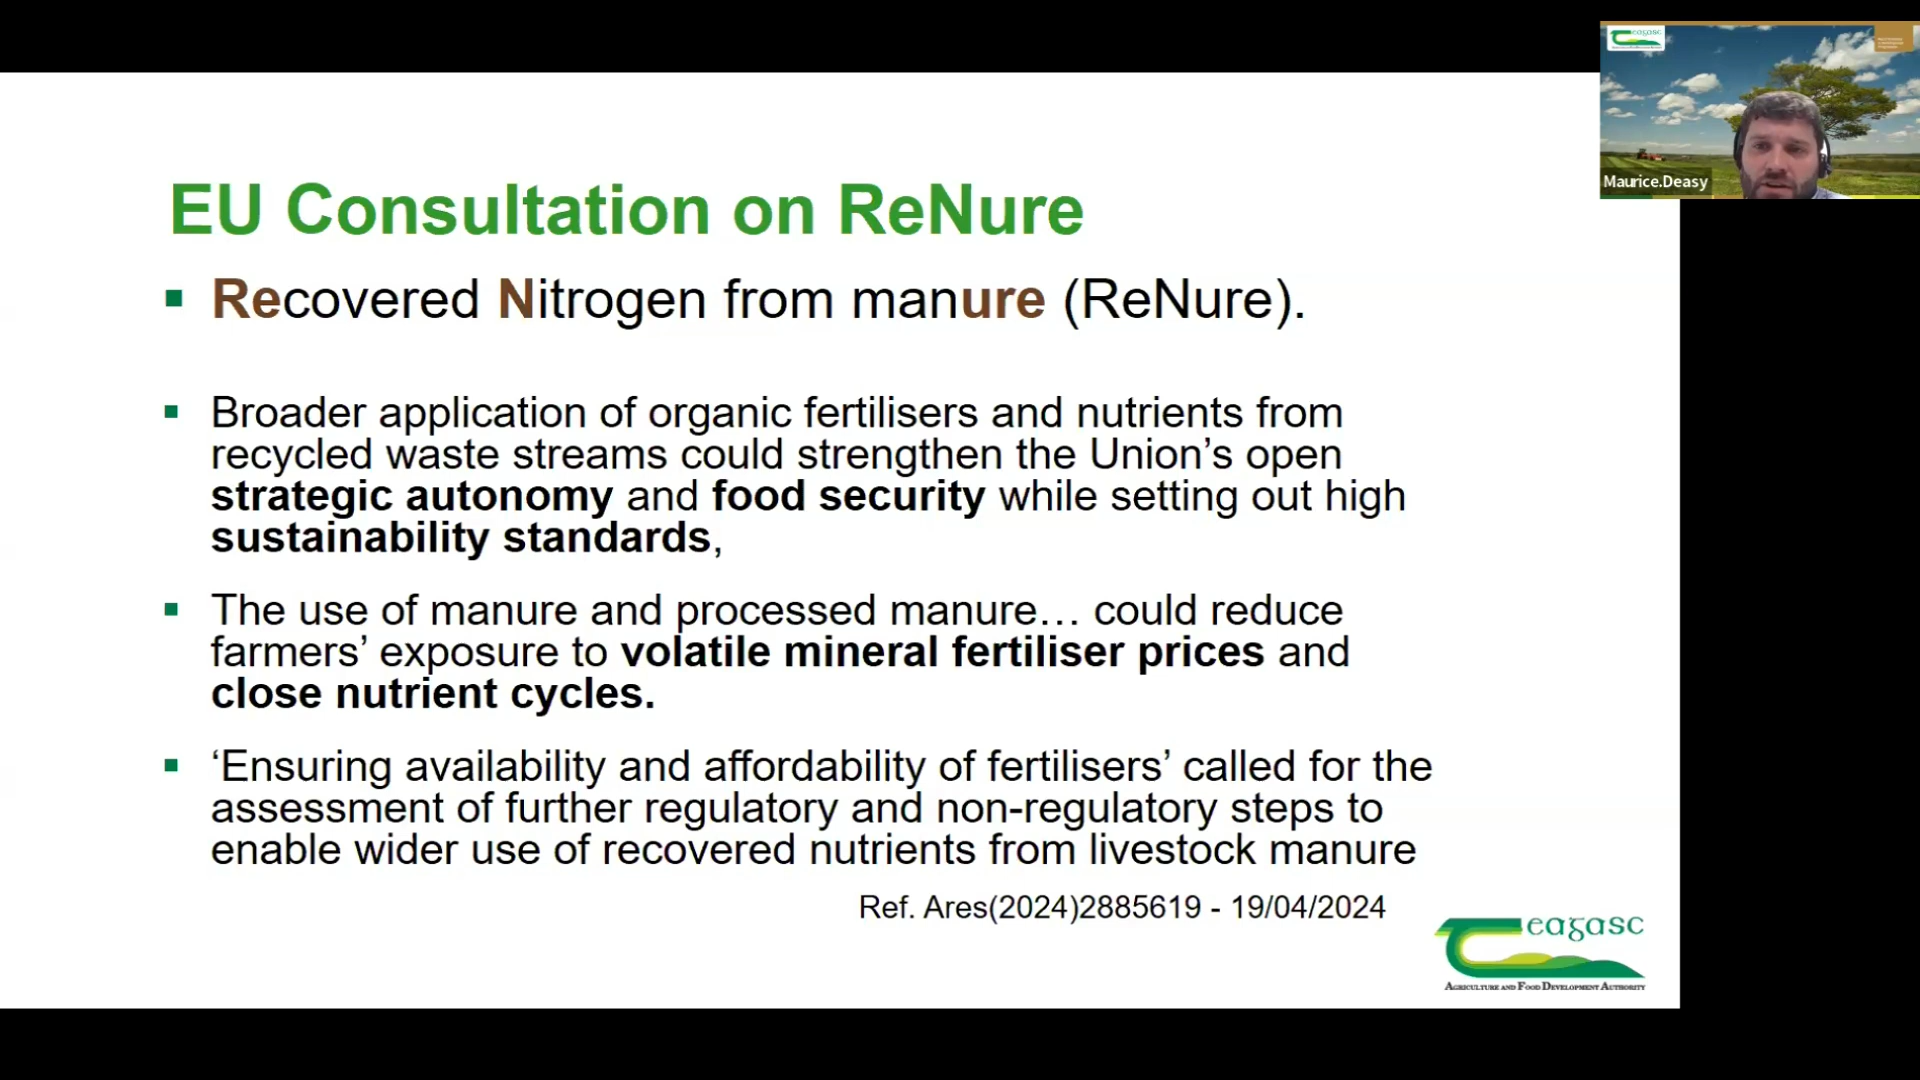 eagasc
Maurice.Deasy
EU Consultation on ReNure
▪ Recovered Nitrogen from manure (ReNure).
▪ Broader application of organic fertilisers and nutrients from
recycled waste streams could strengthen the Union’s open
strategic autonomy and food security while setting out high
sustainability standards,
▪ The use of manure and processed manure… could reduce
farmers’ exposure to volatile mineral fertiliser prices and
close nutrient cycles.
▪ ‘Ensuring availability and affordability of fertilisers’ called for the
assessment of further regulatory and non-regulatory steps to
enable wider use of recovered nutrients from livestock manure
Ref. Ares(2024)2885619 - 19/04/2024
Teagasc
AGRICULTURE AND FOOD DEVELOPMENT AUTHORITY